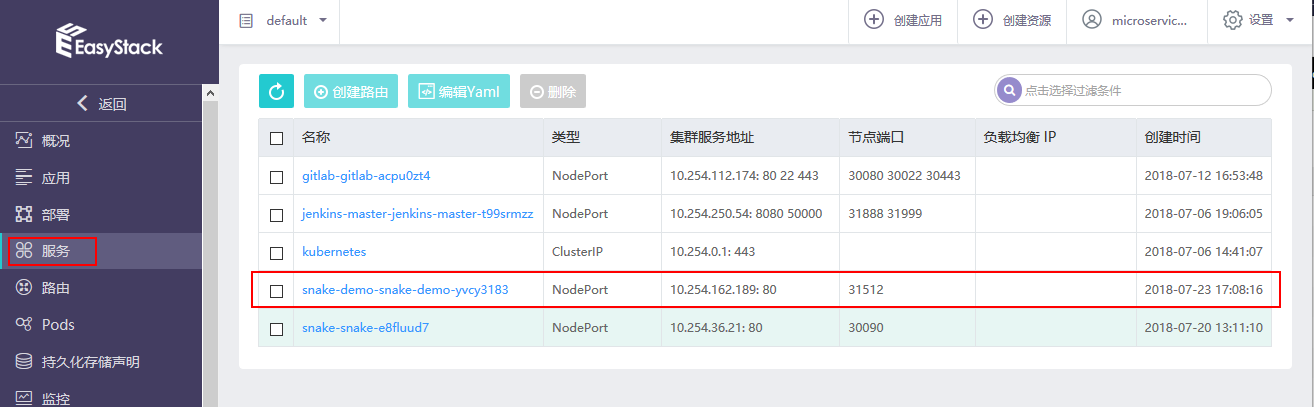 EasyStack
default
创建应用
创建资源
microservic...
设置
返回
概况
应用
部署
服务
路由
Pods
持久化存储声明
监控
创建路由 编辑Yaml 删除
点击选择过滤条件
名称 类型 集群服务地址 节点端口 负载均衡 IP 创建时间
gitlab-gitlab-acpu0zt4 NodePort 10.254.112.174: 80 22 443 30080 30022 30443 2018-07-12 16:53:48
jenkins-master-jenkins-master-t99srmzz NodePort 10.254.250.54: 8080 50000 31888 31999 2018-07-06 19:06:05
kubernetes ClusterIP 10.254.0.1: 443 2018-07-06 14:41:07
snake-demo-snake-demo-yvcy3183 NodePort 10.254.162.189: 80 31512 2018-07-23 17:08:16
snake-snake-e8fluud7 NodePort 10.254.36.21: 80 30090 2018-07-20 13:11:10